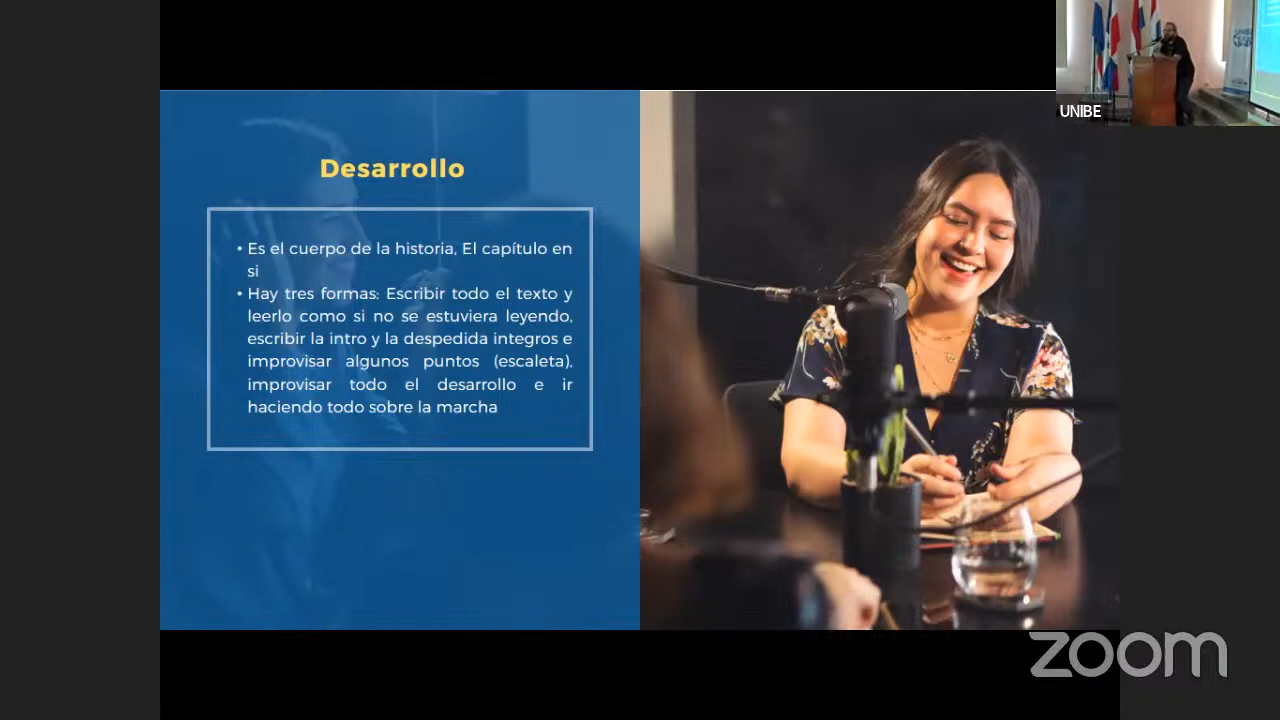 UNIBE
Desarrollo
• Es el cuerpo de la historia, El capítulo en
si
• Hay tres formas: Escribir todo el texto y
leerlo como si no se estuviera leyendo,
escribir la intro y la despedida integros e
improvisar algunos puntos (escaleta),
improvisar todo el desarrollo e ir
haciendo todo sobre la marcha
zoom